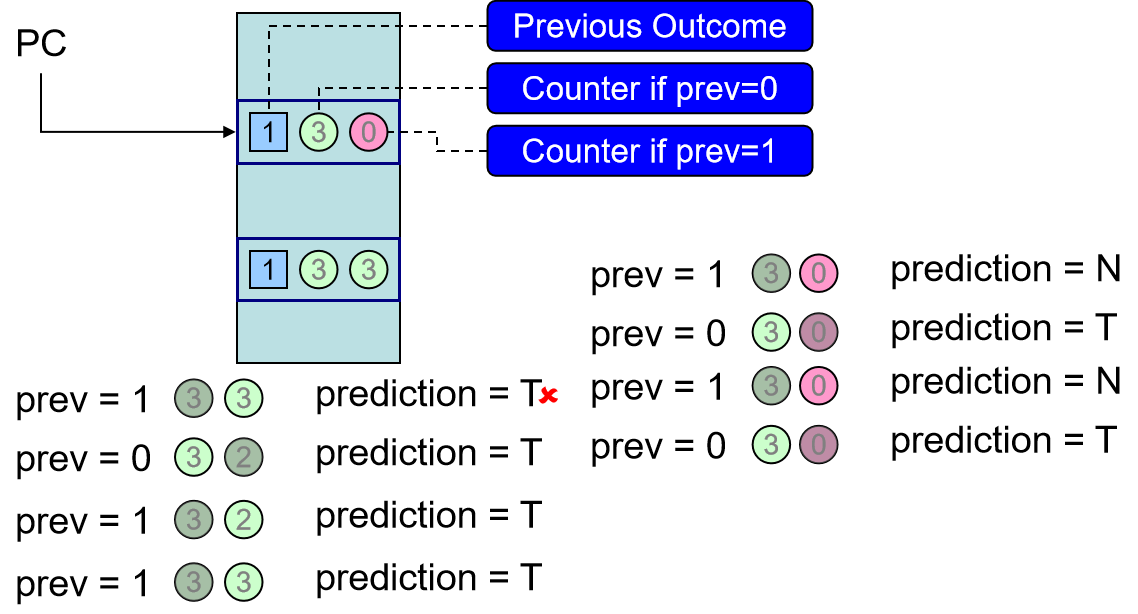 PC
Previous Outcome
Counter if prev=0
Counter if prev=1
1 3 0
1 3 3
prev = 1 3 0 prediction = N
prev = 0 3 0 prediction = T
prev = 1 3 0 prediction = N
prev = 0 3 0 prediction = T
prev = 1 3 3 prediction = T
prev = 0 3 2 prediction = T
prev = 1 3 2 prediction = T
prev = 1 3 3 prediction = T